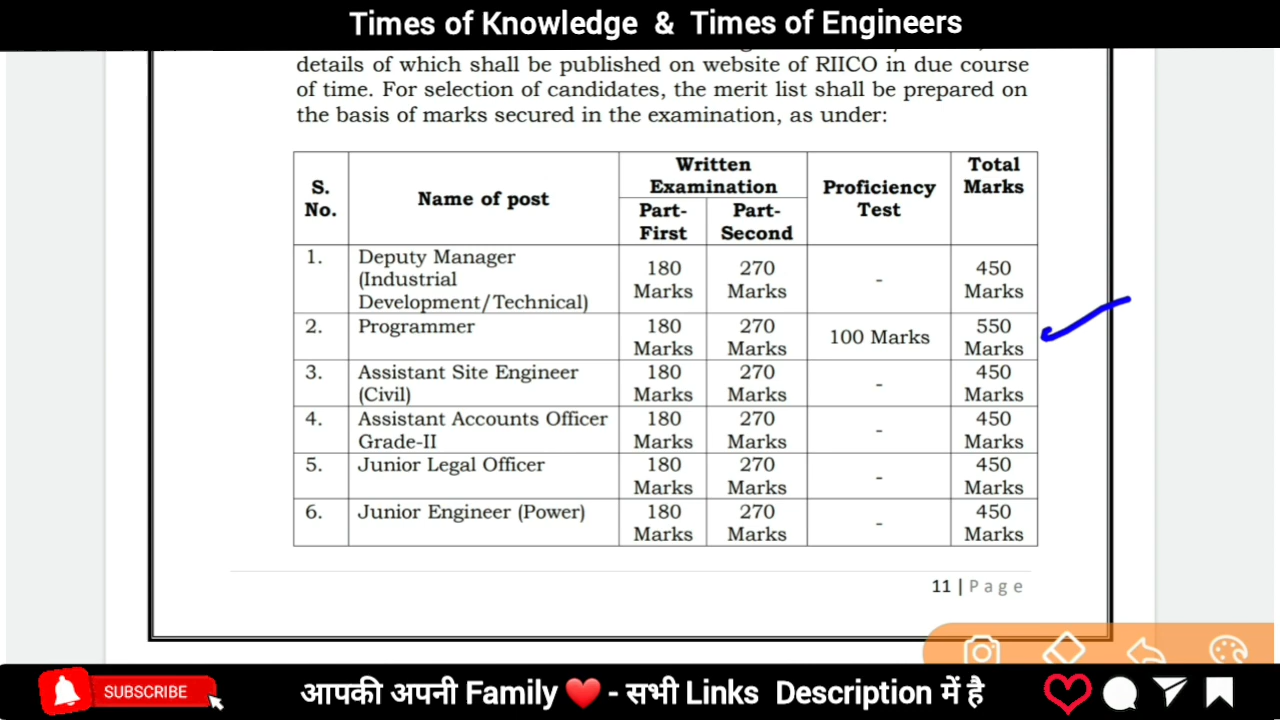 Times of Knowledge & Times of Engineers
details of which shall be published on website of RIICO in due course
of time. For selection of candidates, the merit list shall be prepared on
the basis of marks secured in the examination, as under:
S. No. Name of post Written Examination Proficiency Test Total Marks
Part-First Part-Second
1. Deputy Manager (Industrial Development/Technical) 180 Marks 270 Marks - 450 Marks
2. Programmer 180 Marks 270 Marks 100 Marks 550 Marks
3. Assistant Site Engineer (Civil) 180 Marks 270 Marks - 450 Marks
4. Assistant Accounts Officer Grade-II 180 Marks 270 Marks - 450 Marks
5. Junior Legal Officer 180 Marks 270 Marks - 450 Marks
6. Junior Engineer (Power) 180 Marks 270 Marks - 450 Marks
11 | Page
SUBSCRIBE
आपकी अपनी Family ❤️ - सभी Links Description में है